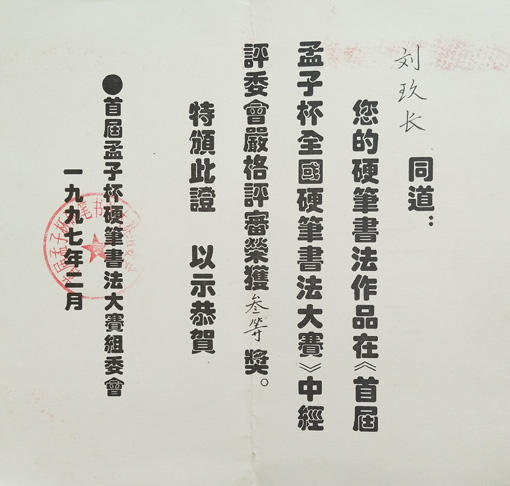 刘玖长 同道：
您的硬筆書法作品在《首屆
孟子杯全國硬筆書法大賽》中經
評委會嚴格評審榮獲叁等獎。
特頒此證 以示恭賀
●首屆孟子杯硬筆書法大賽組委會
一九九七年二月